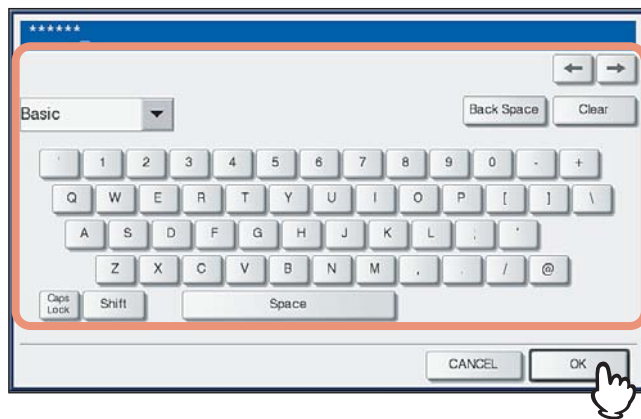 ******_
← →
Basic Back Space Clear
' 1 2 3 4 5 6 7 8 9 0 - +
Q W E R T Y U I O P [ ] \
A S D F G H J K L ; '
Z X C V B N M , . / @
Caps Lock Shift Space
CANCEL OK